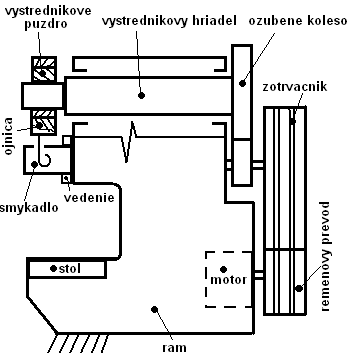 vystrednikove
puzdro
vystrednikovy hriadel
ozubene koleso
zotrvacnik
ojnica
smykadlo
vedenie
stol
motor
remenovy prevod
ram